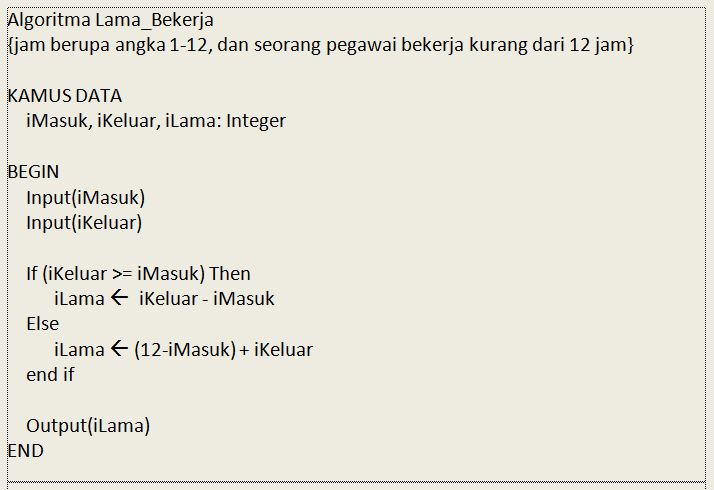 Algoritma Lama_Bekerja
{jam berupa angka 1-12, dan seorang pegawai bekerja kurang dari 12 jam}
KAMUS DATA
iMasuk, iKeluar, iLama: Integer
BEGIN
Input(iMasuk)
Input(iKeluar)
If (iKeluar >= iMasuk) Then
iLama ← iKeluar - iMasuk
Else
iLama ← (12-iMasuk) + iKeluar
end if
Output(iLama)
END